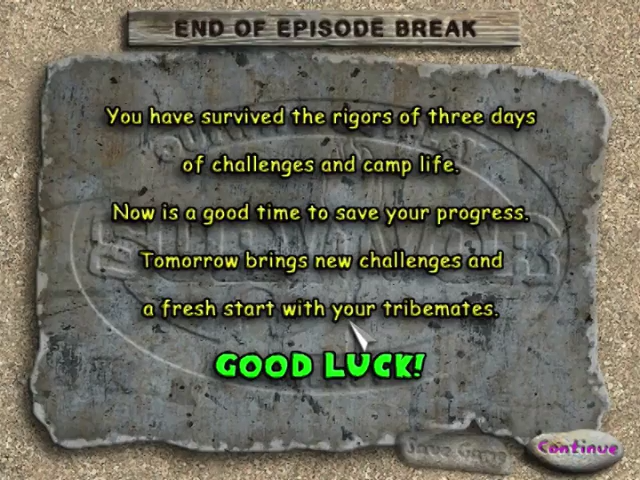 END OF EPISODE BREAK
You have survived the rigors of three days
of challenges and camp life.
Now is a good time to save your progress.
Tomorrow brings new challenges and
a fresh start with your tribemates.
GOOD LUCK!
SURVIVOR
Save Game
Continue